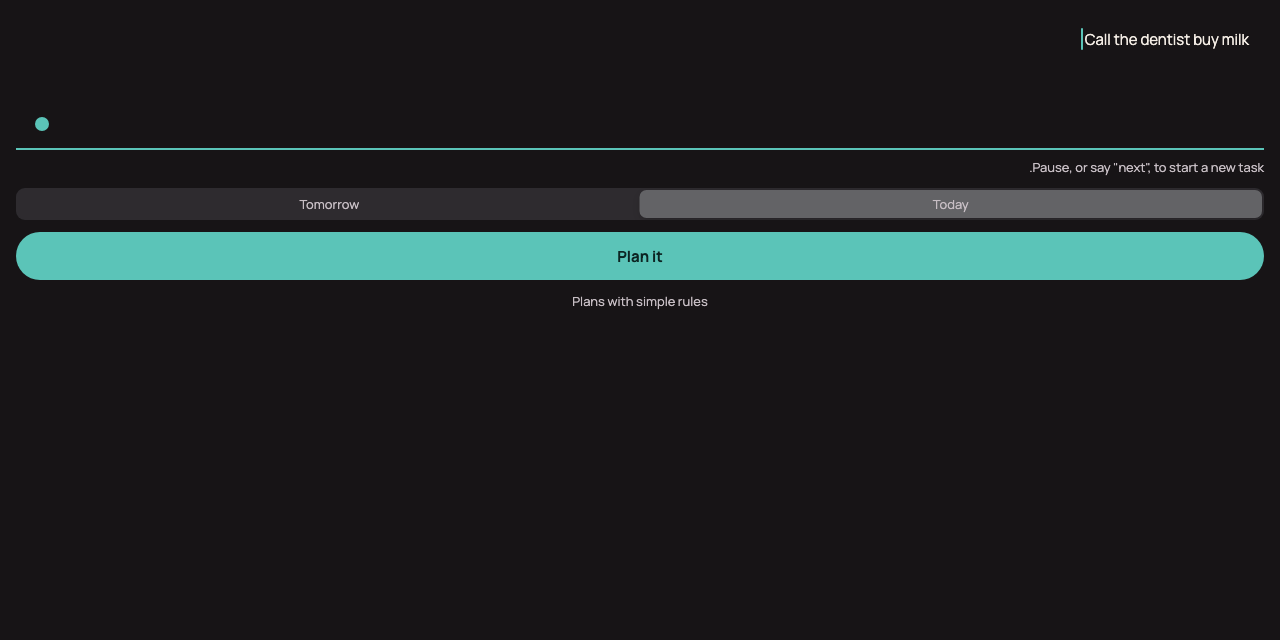 Call the dentist buy milk
.Pause, or say "next", to start a new task
Today
Tomorrow
Plan it
Plans with simple rules